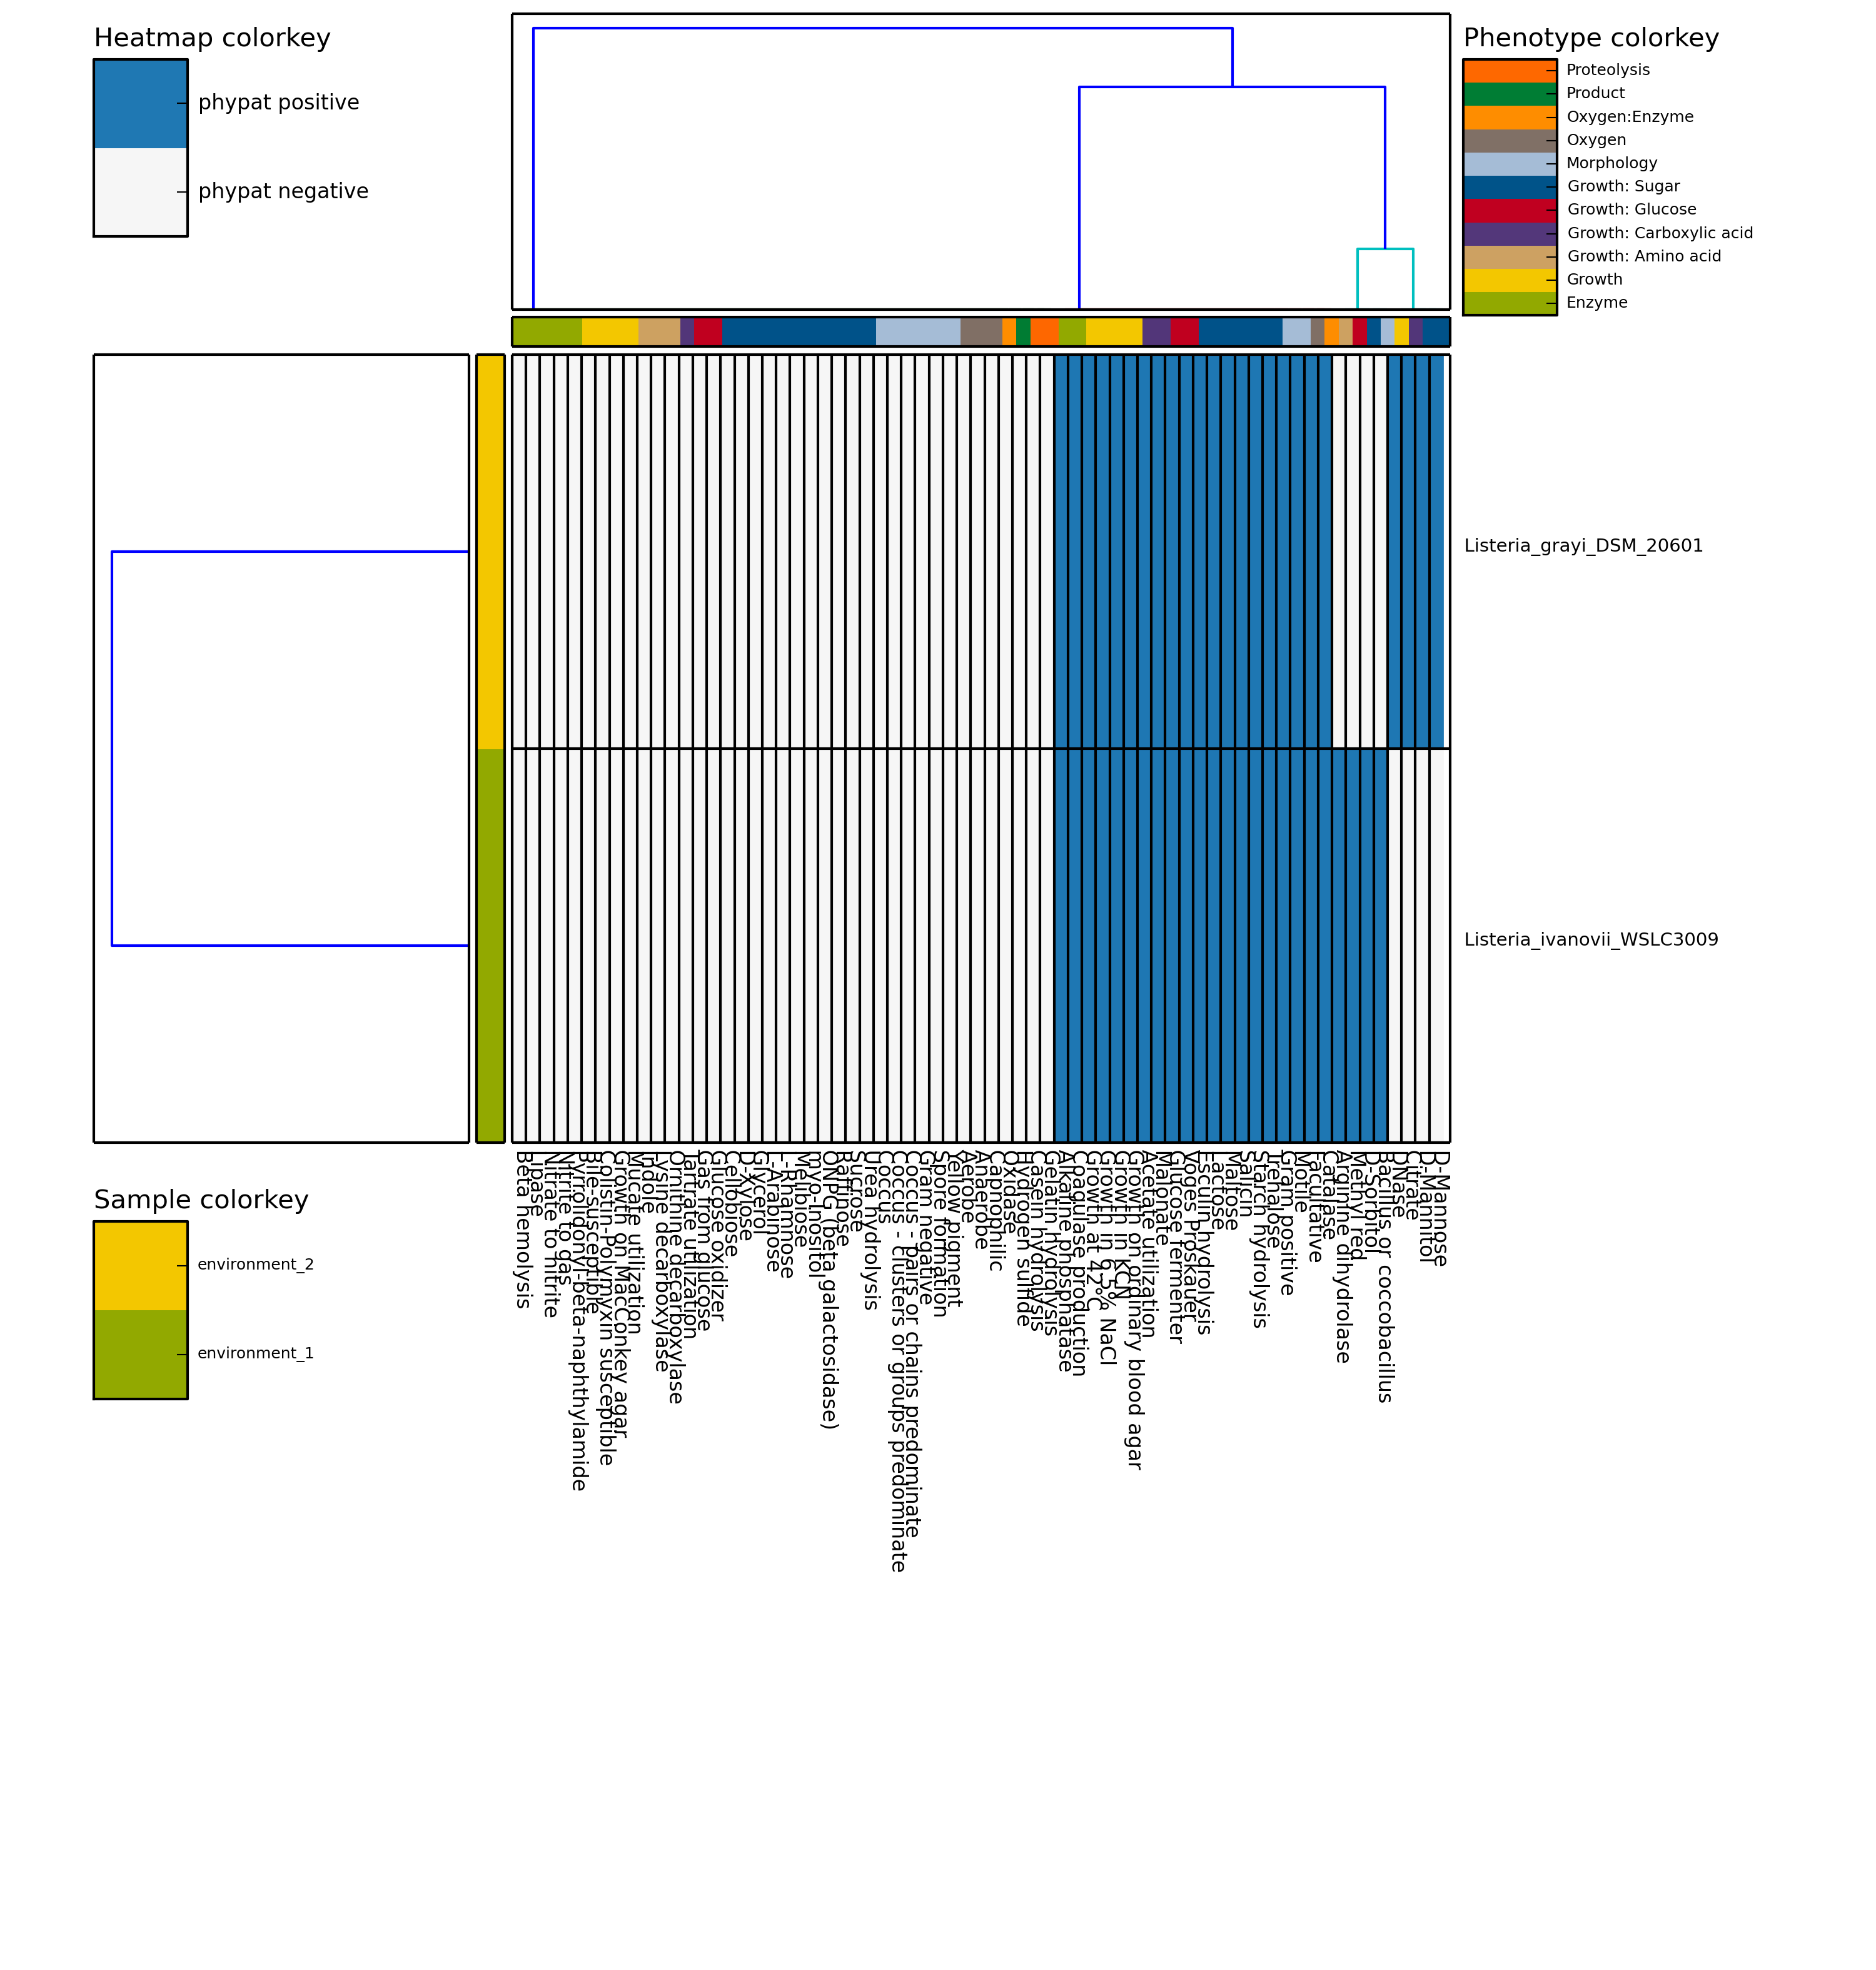 Heatmap colorkey
phypat positive
phypat negative
Phenotype colorkey
Proteolysis
Product
Oxygen:Enzyme
Oxygen
Morphology
Growth: Sugar
Growth: Glucose
Growth: Carboxylic acid
Growth: Amino acid
Growth
Enzyme
Listeria_grayi_DSM_20601
Listeria_ivanovii_WSLC3009
Sample colorkey
environment_2
environment_1
Beta hemolysis
Lipase
Nitrate to nitrite
Nitrite to gas
Pyrrolidonyl-beta-naphthylamide
Bile-susceptible
Colistin-Polymyxin susceptible
Growth on MacConkey agar
Mucate utilization
Indole
Lysine decarboxylase
Ornithine decarboxylase
Tartrate utilization
Gas from glucose
Glucose oxidizer
Cellobiose
D-Xylose
Glycerol
L-Arabinose
L-Rhamnose
Melibiose
myo-Inositol
ONPG (beta galactosidase)
Raffinose
Sucrose
Urea hydrolysis
Coccus
Coccus - clusters or groups predominate
Coccus - pairs or chains predominate
Gram negative
Spore formation
Yellow pigment
Aerobe
Anaerobe
Capnophilic
Oxidase
Hydrogen sulfide
Casein hydrolysis
Gelatin hydrolysis
Alkaline phosphatase
Coagulase production
Growth at 42°C
Growth in 6.5% NaCl
Growth in KCN
Growth on ordinary blood agar
Acetate utilization
Malonate
Glucose fermenter
Voges Proskauer
Esculin hydrolysis
Lactose
Maltose
Salicin
Starch hydrolysis
Trehalose
Gram positive
Motile
Facultative
Catalase
Arginine dihydrolase
Methyl red
D-Sorbitol
Bacillus or coccobacillus
DNase
Citrate
D-Mannitol
D-Mannose